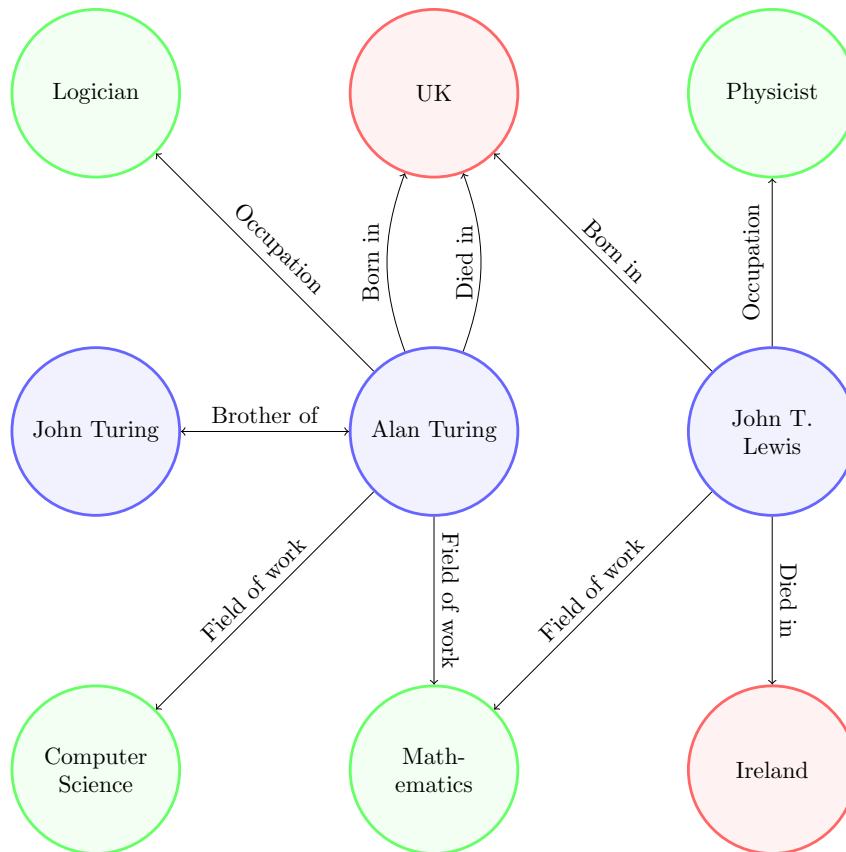 Logician
UK
Physicist
Occupation
Born in
Died in
Born in
Occupation
John Turing
Brother of
Alan Turing
John T.
Lewis
Field of work
Field of work
Field of work
Died in
Computer
Science
Math-
ematics
Ireland